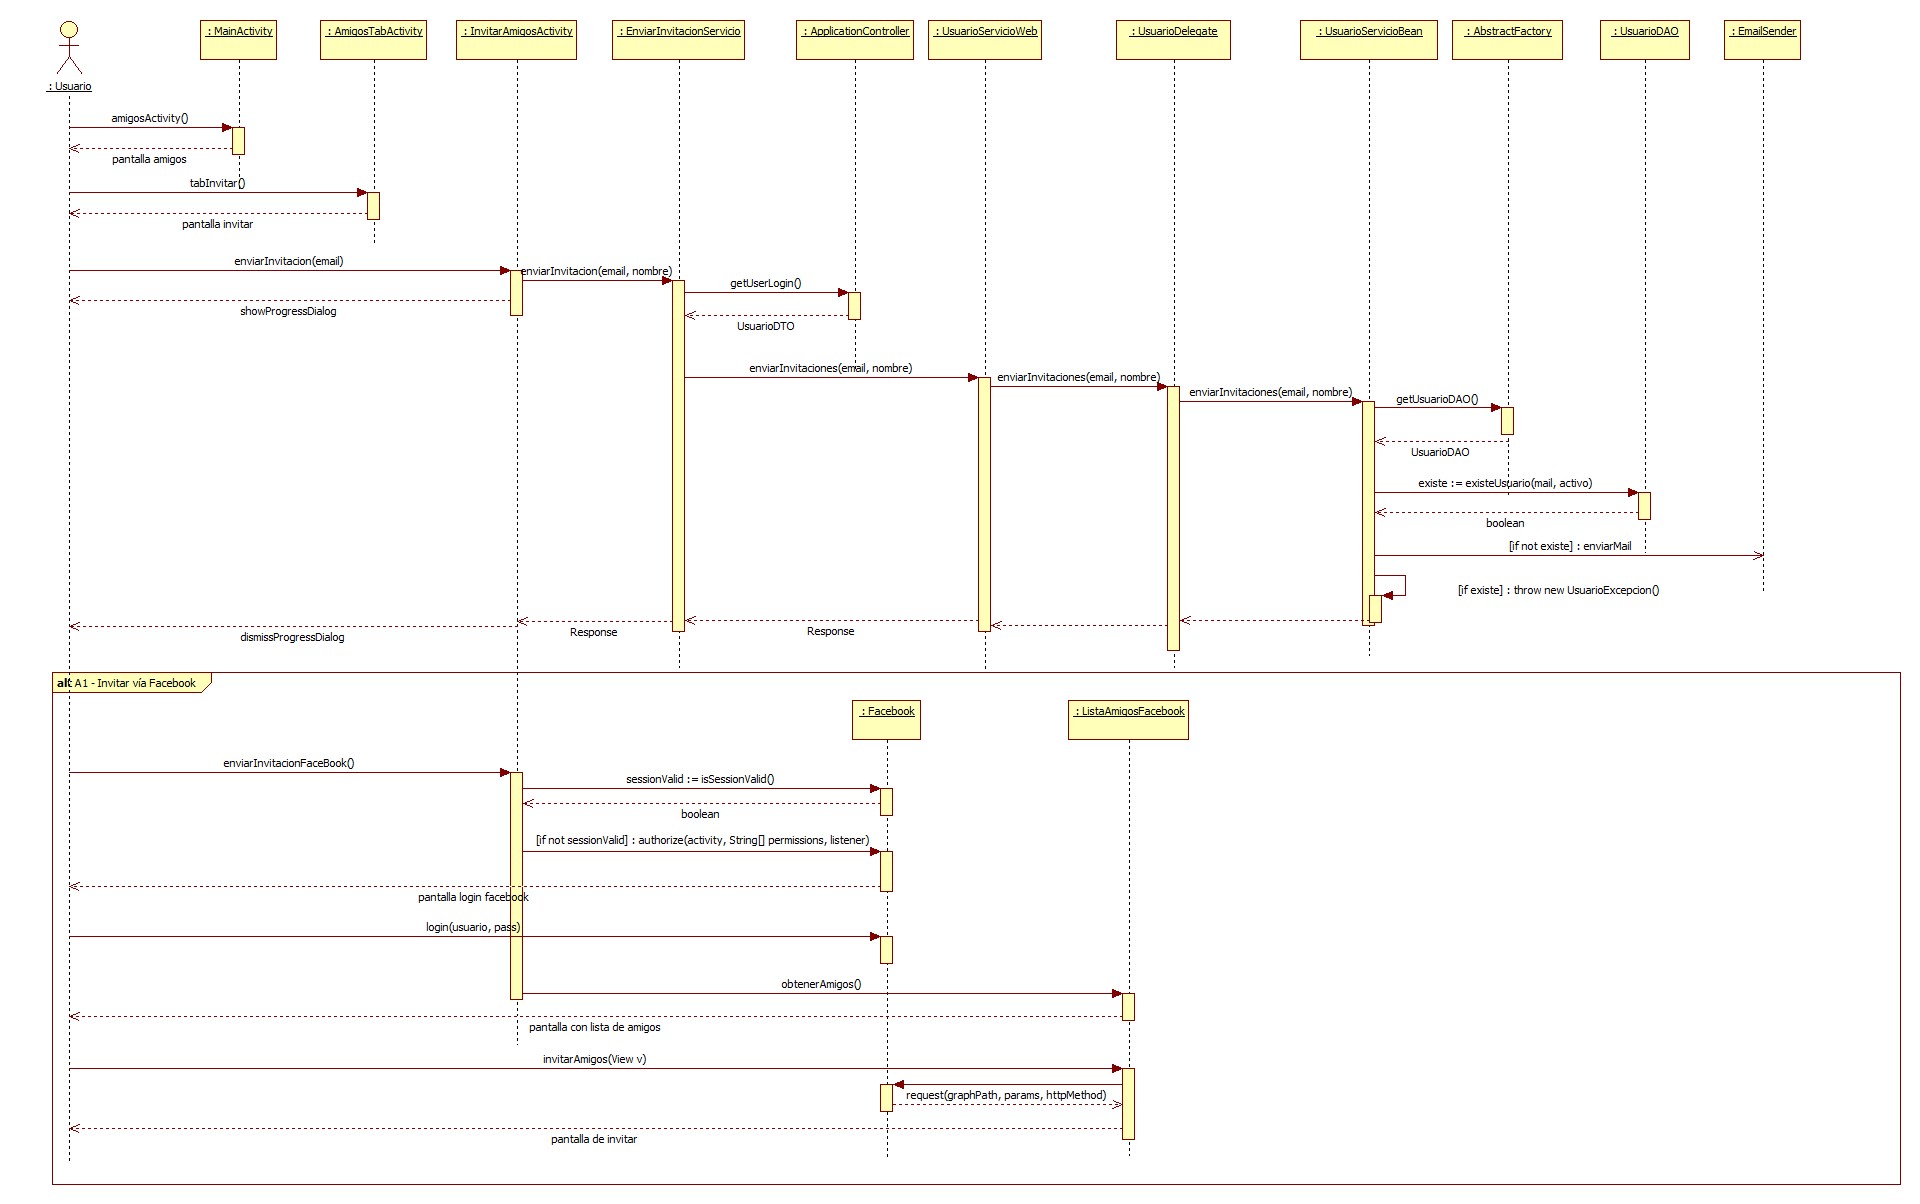 : MainActivity
: AmigosTabActivity
: InvitarAmigosActivity
: EnviarInvitacionServicio
: ApplicationController
: UsuarioServicioWeb
: UsuarioDelegate
: UsuarioServicioBean
: AbstractFactory
: UsuarioDAO
: EmailSender
: Usuario
amigosActivity()
pantalla amigos
tabInvitar()
pantalla invitar
enviarInvitacion(email)
enviarInvitacion(email, nombre)
getUserLogin()
showProgressDialog
UsuarioDTO
enviarInvitaciones(email, nombre)
enviarInvitaciones(email, nombre)
enviarInvitaciones(email, nombre)
getUsuarioDAO()
UsuarioDAO
existe := existeUsuario(mail, activo)
boolean
[if not existe] : enviarMail
[if existe] : throw new UsuarioExcepcion()
dismissProgressDialog
Response
Response
alt A1 - Invitar vía Facebook
: Facebook
: ListaAmigosFacebook
enviarInvitacionFaceBook()
sessionValid := isSessionValid()
boolean
[if not sessionValid] : authorize(activity, String[] permissions, listener)
pantalla login facebook
login(usuario, pass)
obtenerAmigos()
pantalla con lista de amigos
invitarAmigos(View v)
request(graphPath, params, httpMethod)
pantalla de invitar